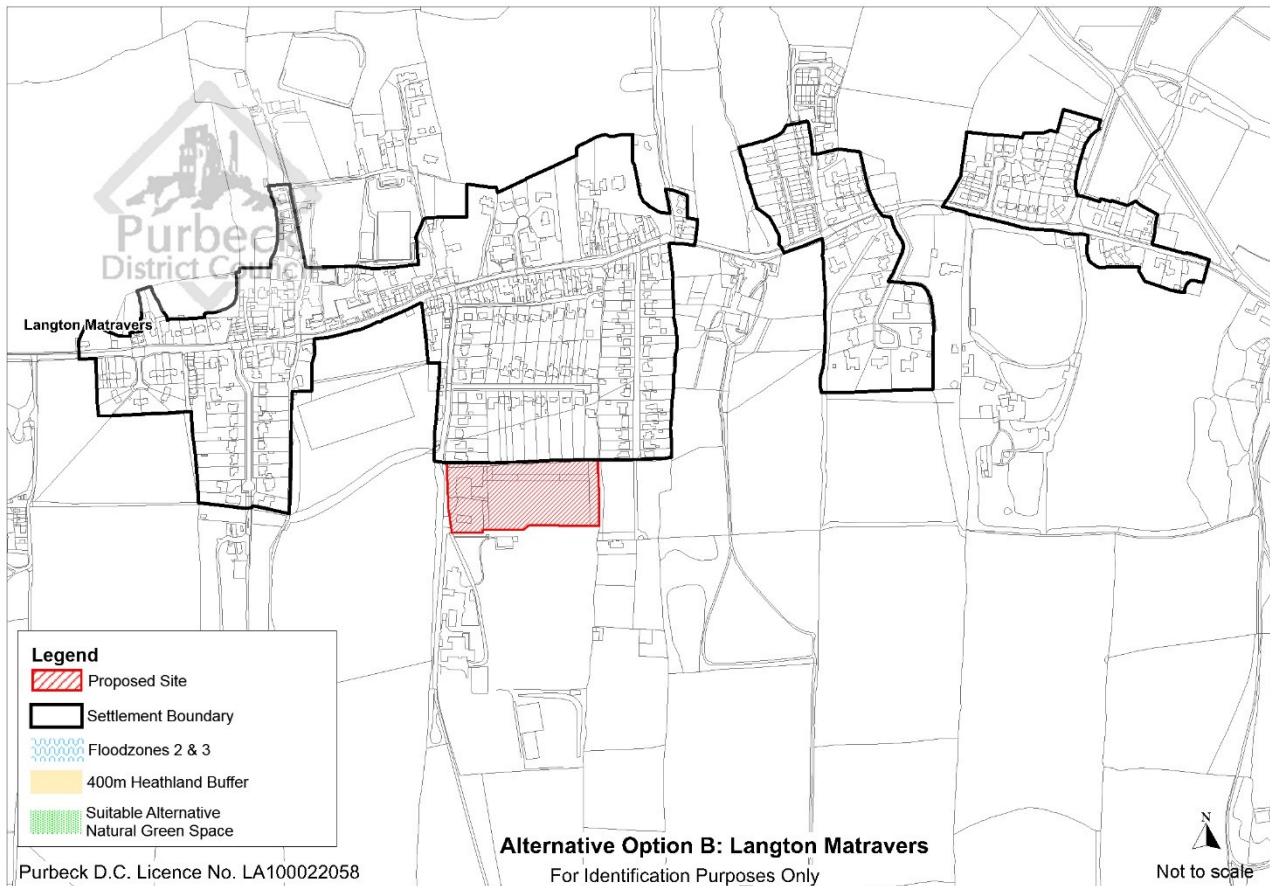 Purbeck
District Council
Langton Matravers
Legend
Proposed Site
Settlement Boundary
Floodzones 2 & 3
400m Heathland Buffer
Suitable Alternative
Natural Green Space
Purbeck D.C. Licence No. LA100022058
Alternative Option B: Langton Matravers
For Identification Purposes Only
N
Not to scale